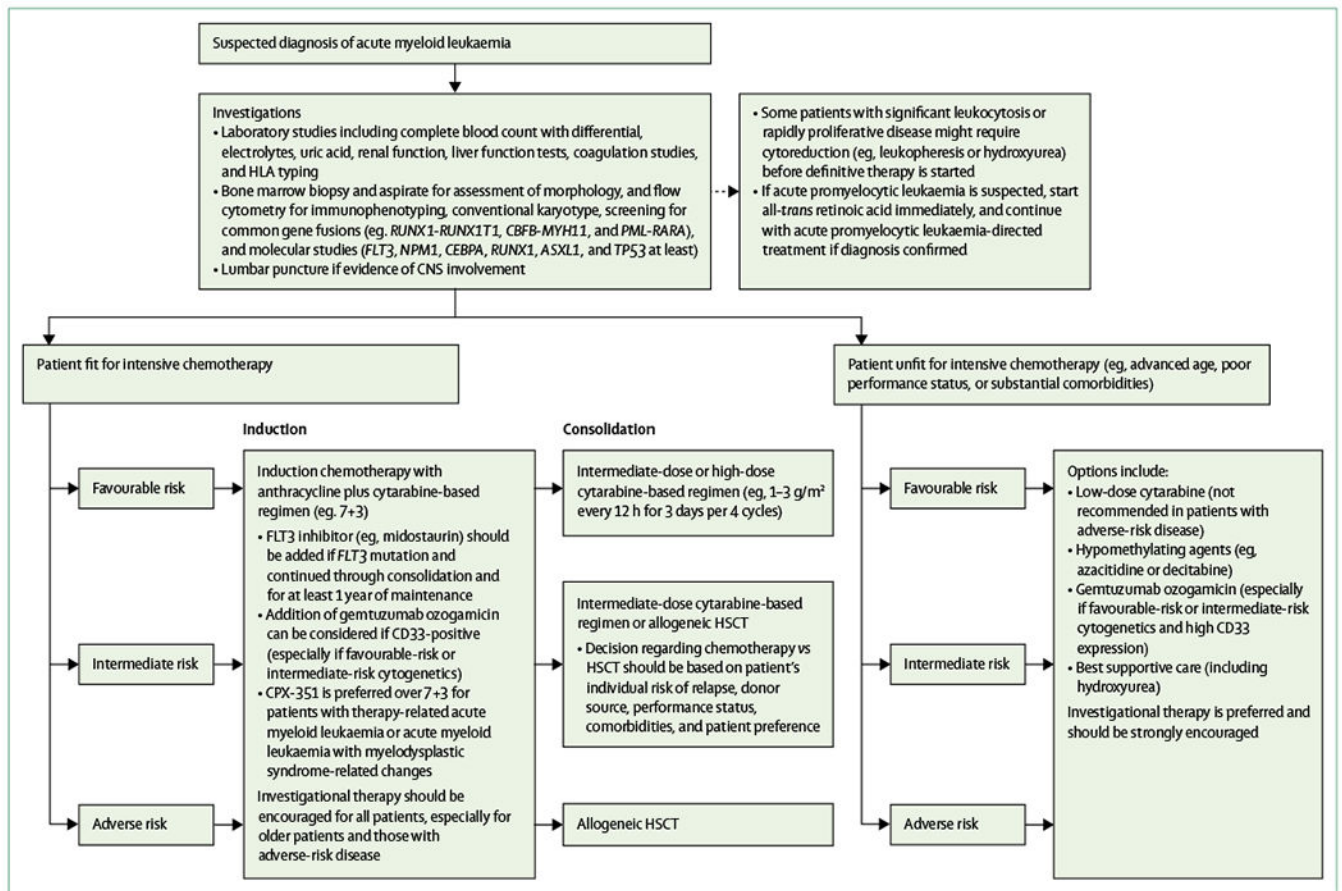 Suspected diagnosis of acute myeloid leukaemia
Investigations
• Laboratory studies including complete blood count with differential,
electrolytes, uric acid, renal function, liver function tests, coagulation studies,
and HLA typing
• Bone marrow biopsy and aspirate for assessment of morphology, and flow
cytometry for immunophenotyping, conventional karyotype, screening for
common gene fusions (eg. RUNX1-RUNX1T1, CBFB-MYH11, and PML-RARA),
and molecular studies (FLT3, NPM1, CEBPA, RUNX1, ASXL1, and TP53 at least)
• Lumbar puncture if evidence of CNS involvement
• Some patients with significant leukocytosis or
rapidly proliferative disease might require
cytoreduction (eg, leukopheresis or hydroxyurea)
before definitive therapy is started
• If acute promyelocytic leukaemia is suspected, start
all-trans retinoic acid immediately, and continue
with acute promyelocytic leukaemia-directed
treatment if diagnosis confirmed
Patient fit for intensive chemotherapy
Induction
Consolidation
Favourable risk
Intermediate risk
Adverse risk
Induction chemotherapy with
anthracycline plus cytarabine-based
regimen (eg. 7+3)
• FLT3 inhibitor (eg, midostaurin) should
be added if FLT3 mutation and
continued through consolidation and
for at least 1 year of maintenance
• Addition of gemtuzumab ozogamicin
can be considered if CD33-positive
(especially if favourable-risk or
intermediate-risk cytogenetics)
• CPX-351 is preferred over 7+3 for
patients with therapy-related acute
myeloid leukaemia or acute myeloid
leukaemia with myelodysplastic
syndrome-related changes
Investigational therapy should be
encouraged for all patients, especially for
older patients and those with
adverse-risk disease
Intermediate-dose or high-dose
cytarabine-based regimen (eg, 1–3 g/m²
every 12 h for 3 days per 4 cycles)
Intermediate-dose cytarabine-based
regimen or allogeneic HSCT
• Decision regarding chemotherapy vs
HSCT should be based on patient's
individual risk of relapse, donor
source, performance status,
comorbidities, and patient preference
Allogeneic HSCT
Patient unfit for intensive chemotherapy (eg, advanced age, poor
performance status, or substantial comorbidities)
Favourable risk
Intermediate risk
Adverse risk
Options include:
• Low-dose cytarabine (not
recommended in patients with
adverse-risk disease)
• Hypomethylating agents (eg,
azacitidine or decitabine)
• Gemtuzumab ozogamicin (especially
if favourable-risk or intermediate-risk
cytogenetics and high CD33
expression)
• Best supportive care (including
hydroxyurea)
Investigational therapy is preferred and
should be strongly encouraged